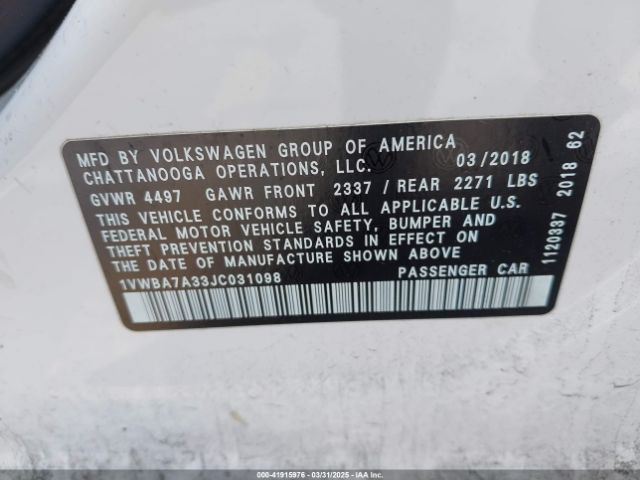 MFD BY VOLKSWAGEN GROUP OF AMERICA
CHATTANOOGA OPERATIONS, LLC. 03/2018
GVWR 4497 GAWR FRONT 2337 / REAR 2271 LBS
THIS VEHICLE CONFORMS TO ALL APPLICABLE U.S.
FEDERAL MOTOR VEHICLE SAFETY, BUMPER AND
THEFT PREVENTION STANDARDS IN EFFECT ON
THE DATE OF MANUFACTURE SHOWN ABOVE
1VWBA7A33JC031098 PASSENGER CAR
1120337 2018 62
000-41915976 - 03/31/2025 - IAAI.COM